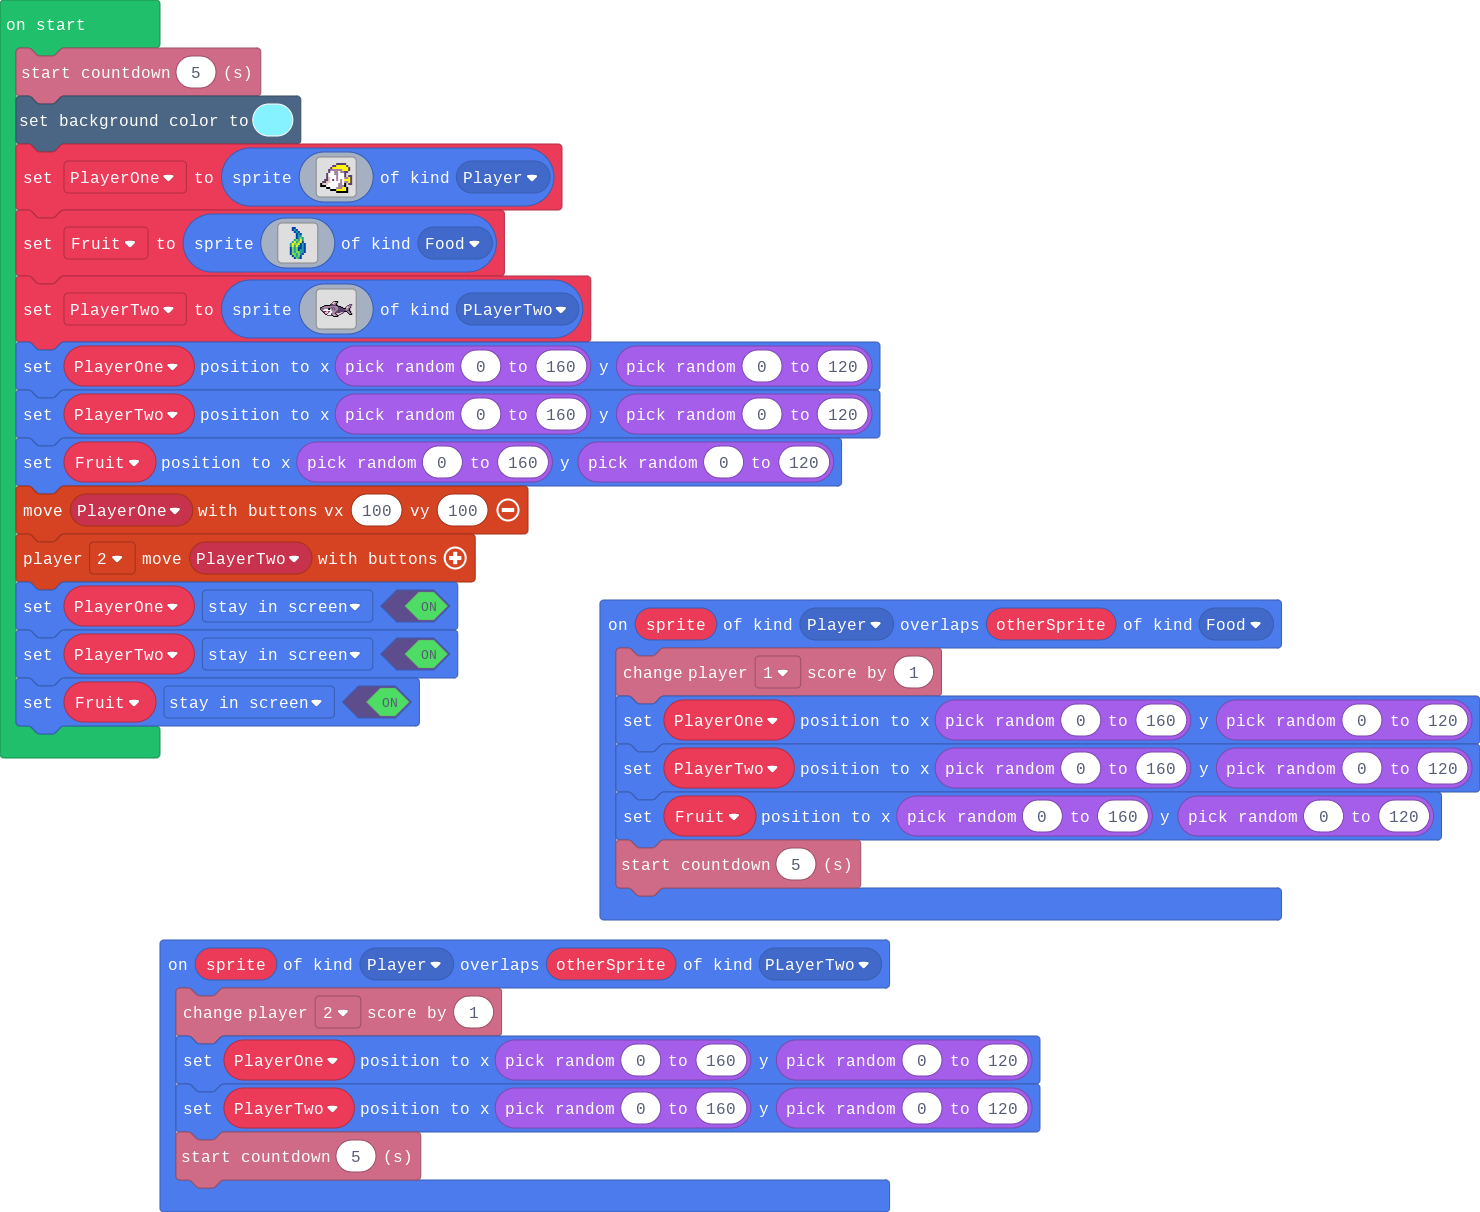 on start
start countdown 5 (s)
set background color to
set PlayerOne to sprite of kind Player
set Fruit to sprite of kind Food
set PlayerTwo to sprite of kind PLayerTwo
set PlayerOne position to x pick random 0 to 160 y pick random 0 to 120
set PlayerTwo position to x pick random 0 to 160 y pick random 0 to 120
set Fruit position to x pick random 0 to 160 y pick random 0 to 120
move PlayerOne with buttons vx 100 vy 100
player 2 move PlayerTwo with buttons
set PlayerOne stay in screen ON
set PlayerTwo stay in screen ON
set Fruit stay in screen ON
on sprite of kind Player overlaps otherSprite of kind Food
change player 1 score by 1
set PlayerOne position to x pick random 0 to 160 y pick random 0 to 120
set PlayerTwo position to x pick random 0 to 160 y pick random 0 to 120
set Fruit position to x pick random 0 to 160 y pick random 0 to 120
start countdown 5 (s)
on sprite of kind Player overlaps otherSprite of kind PLayerTwo
change player 2 score by 1
set PlayerOne position to x pick random 0 to 160 y pick random 0 to 120
set PlayerTwo position to x pick random 0 to 160 y pick random 0 to 120
start countdown 5 (s)